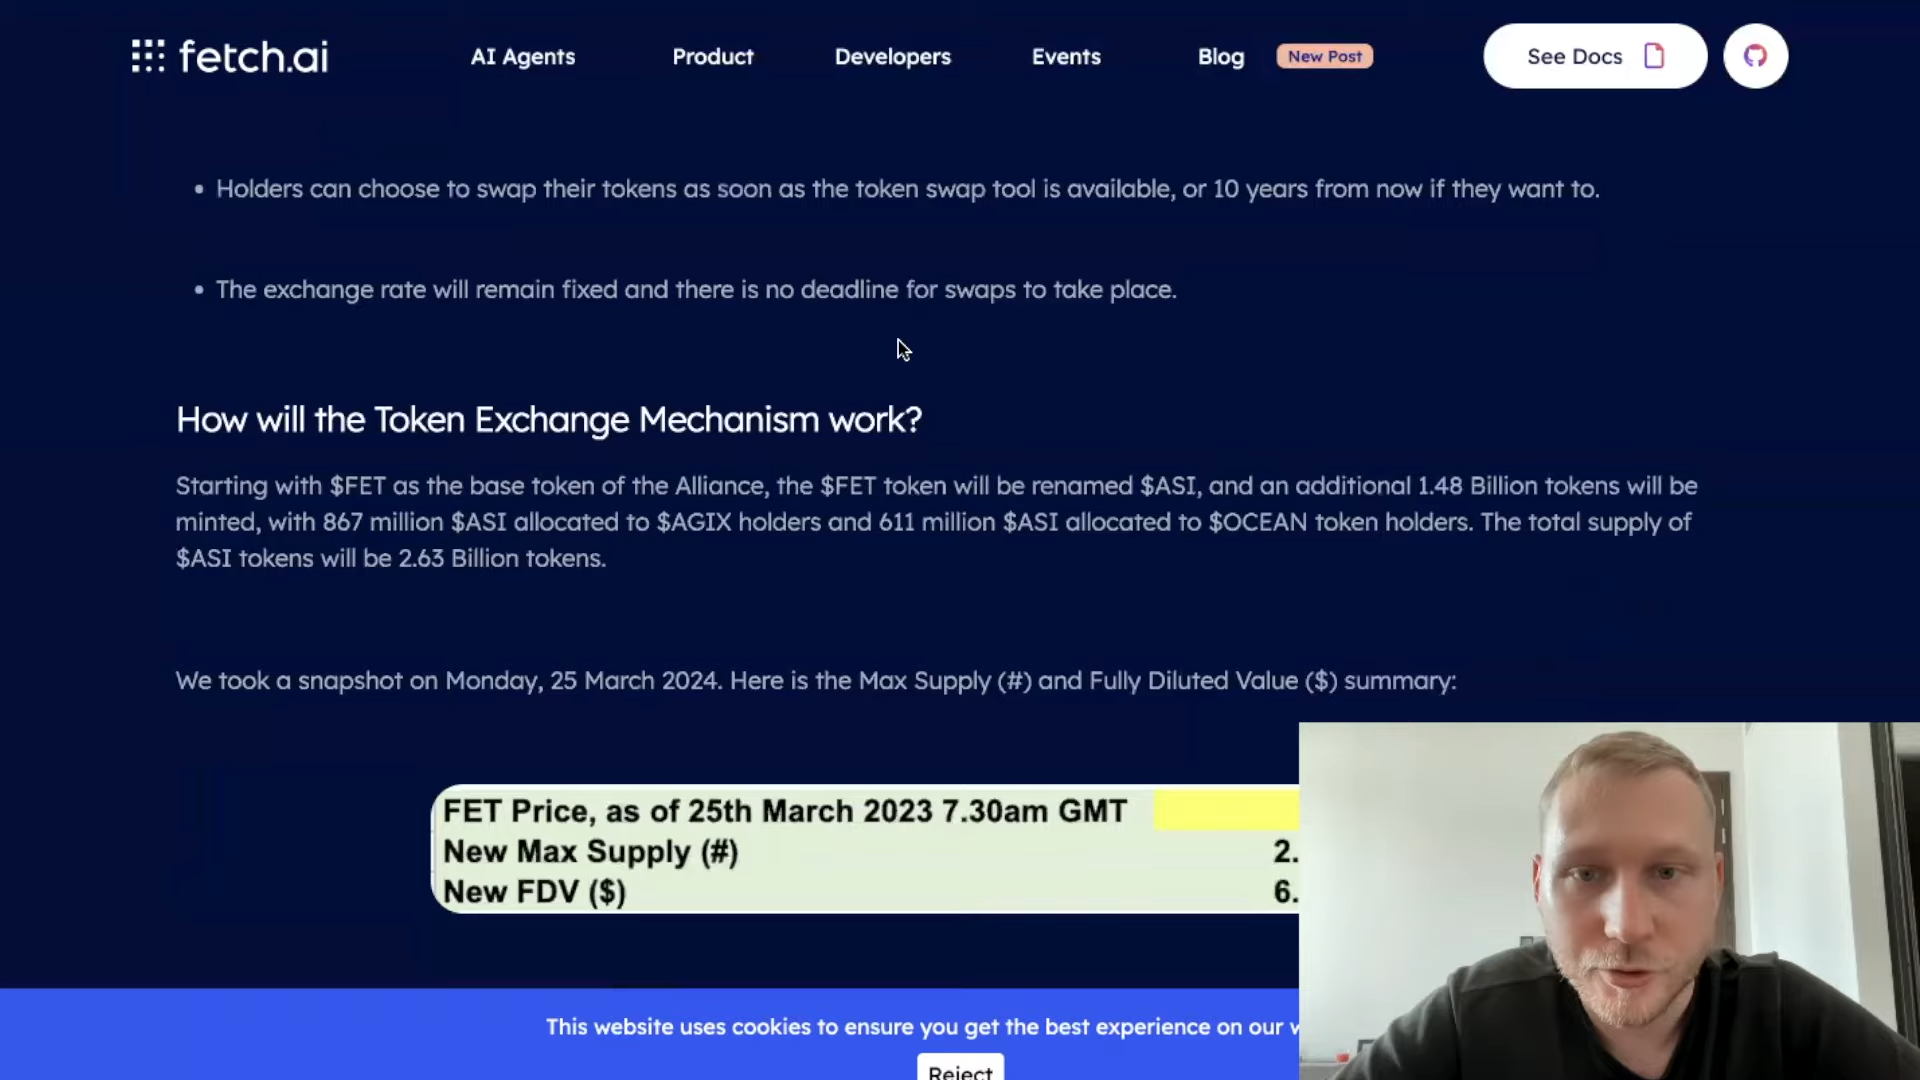 fetch.ai
AI Agents
Product
Developers
Events
Blog
New Post
See Docs
• Holders can choose to swap their tokens as soon as the token swap tool is available, or 10 years from now if they want to.
• The exchange rate will remain fixed and there is no deadline for swaps to take place.
How will the Token Exchange Mechanism work?
Starting with $FET as the base token of the Alliance, the $FET token will be renamed $ASI, and an additional 1.48 Billion tokens will be
minted, with 867 million $ASI allocated to $AGIX holders and 611 million $ASI allocated to $OCEAN token holders. The total supply of
$ASI tokens will be 2.63 Billion tokens.
We took a snapshot on Monday, 25 March 2024. Here is the Max Supply (#) and Fully Diluted Value ($) summary:
FET Price, as of 25th March 2023 7.30am GMT
New Max Supply (#) 2.
New FDV ($) 6.
This website uses cookies to ensure you get the best experience on our
Reject